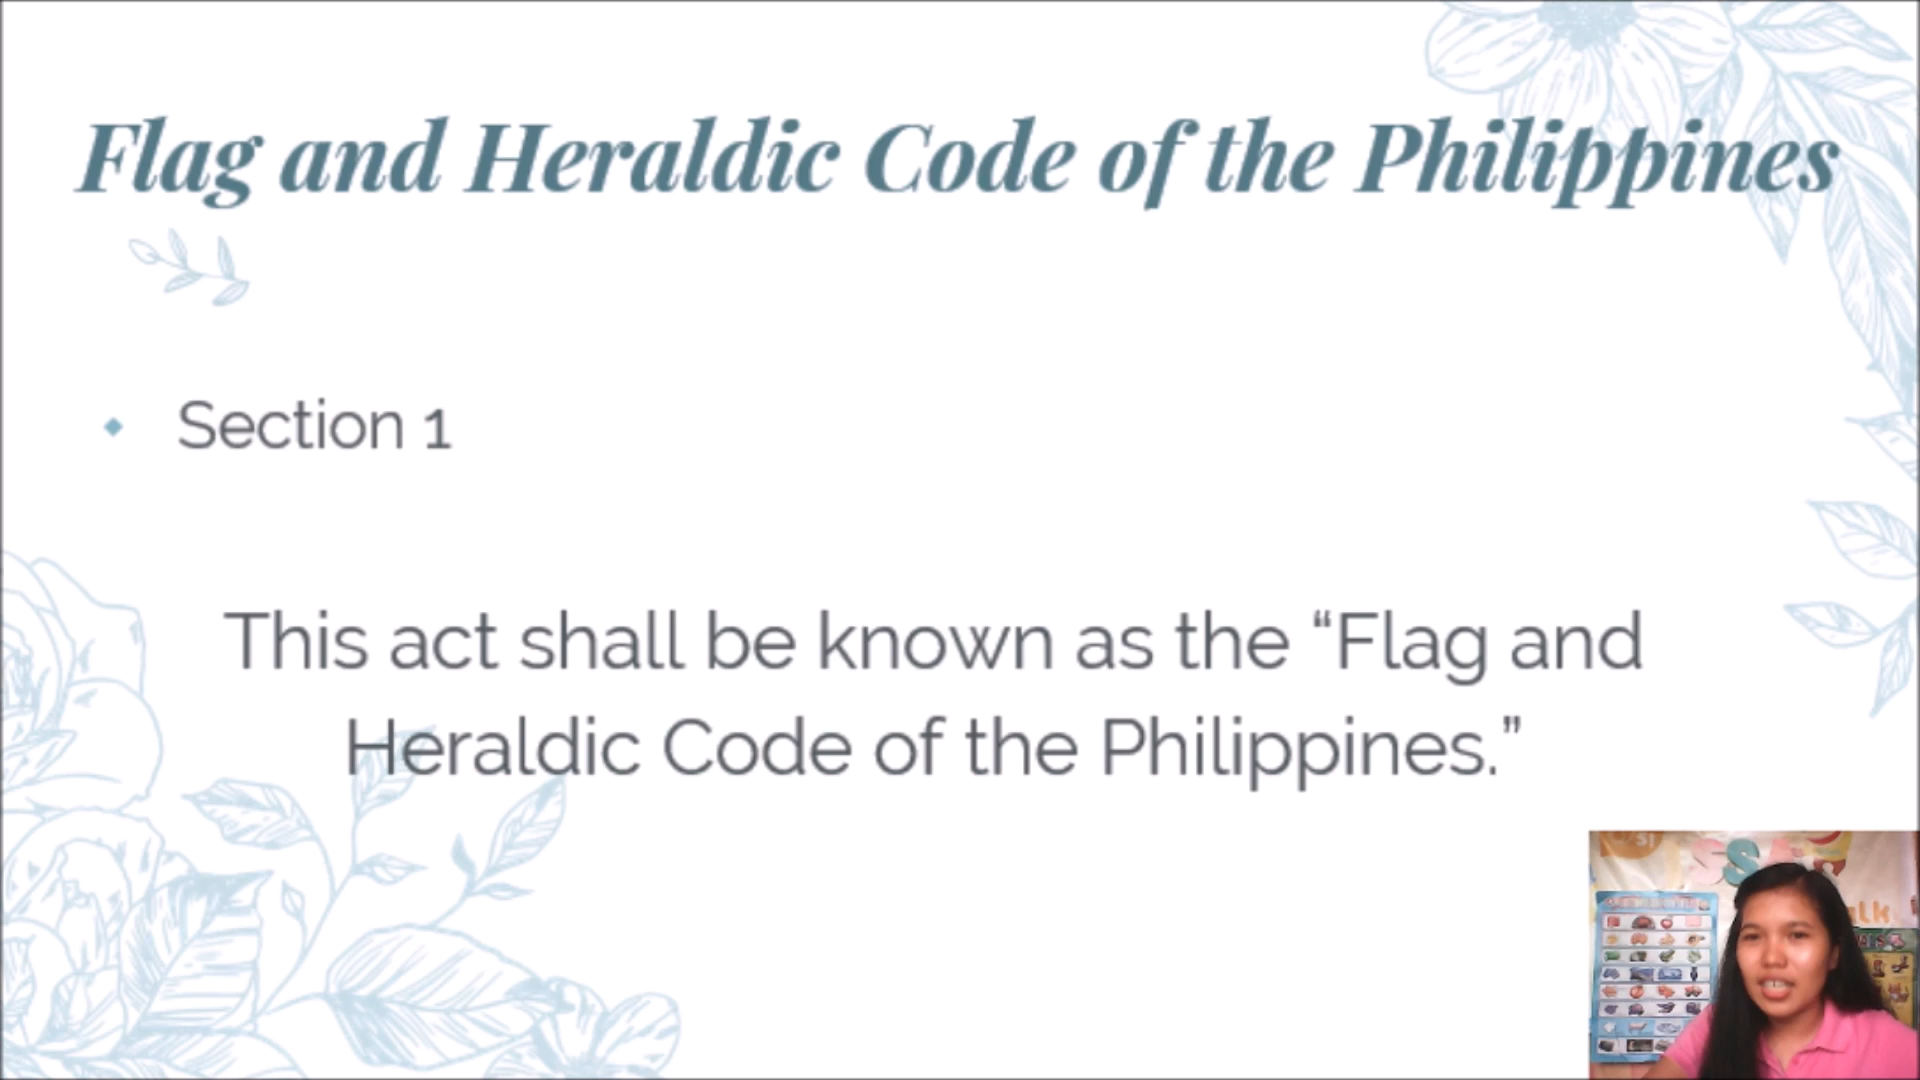 Flag and Heraldic Code of the Philippines
Section 1
This act shall be known as the “Flag and
Heraldic Code of the Philippines.”